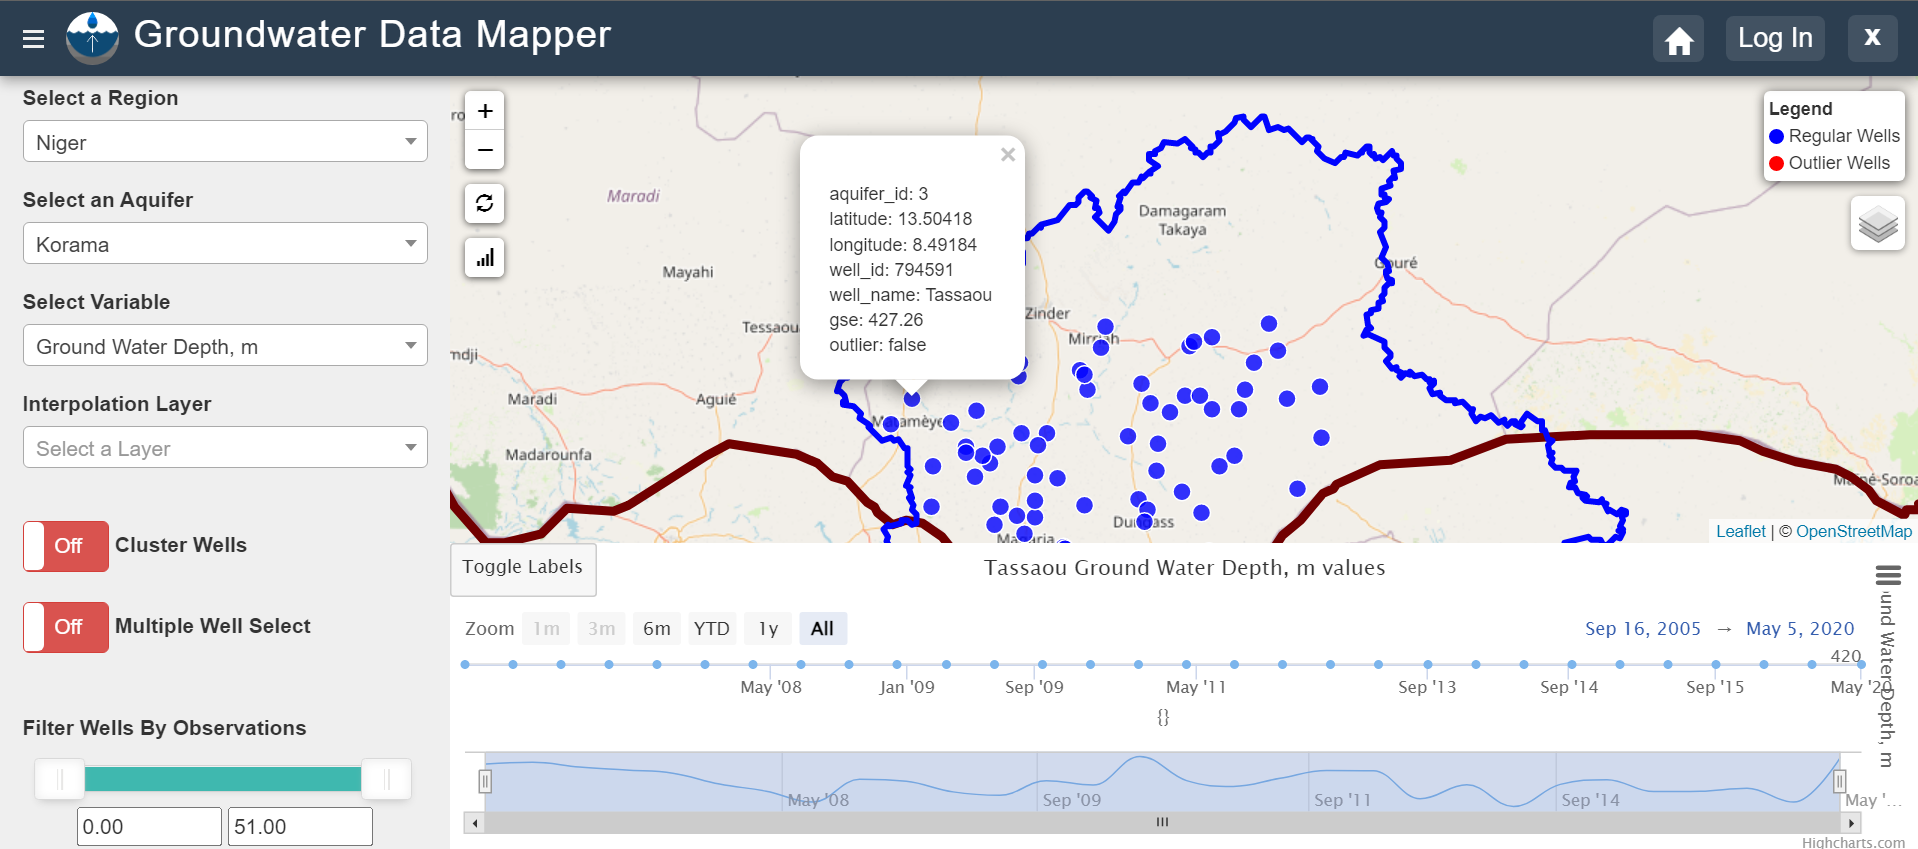 Groundwater Data Mapper
Log In
X
Select a Region
Niger
Select an Aquifer
Korama
Select Variable
Ground Water Depth, m
Interpolation Layer
Select a Layer
Off Cluster Wells
Off Multiple Well Select
Filter Wells By Observations
0.00
51.00
+
−
Legend
Regular Wells
Outlier Wells
×
aquifer_id: 3
latitude: 13.50418
longitude: 8.49184
well_id: 794591
well_name: Tassaou
gse: 427.26
outlier: false
Maradi
Mayahi
Tessaou
Damagaram
Takaya
Gouré
Zinder
Mirriah
mdji
Maradi
Aguié
Matamèye
Madarounfa
Dungass
Magaria
Maïné-Soroa
Leaflet | © OpenStreetMap
Toggle Labels
Tassaou Ground Water Depth, m values
Zoom 1m 3m 6m YTD 1y All
Sep 16, 2005 → May 5, 2020
420
May '08
Jan '09
Sep '09
May '11
Sep '13
Sep '14
Sep '15
May '20
und Water Depth, m
{}
May '08
Sep '09
Sep '11
Sep '14
May '…
Highcharts.com